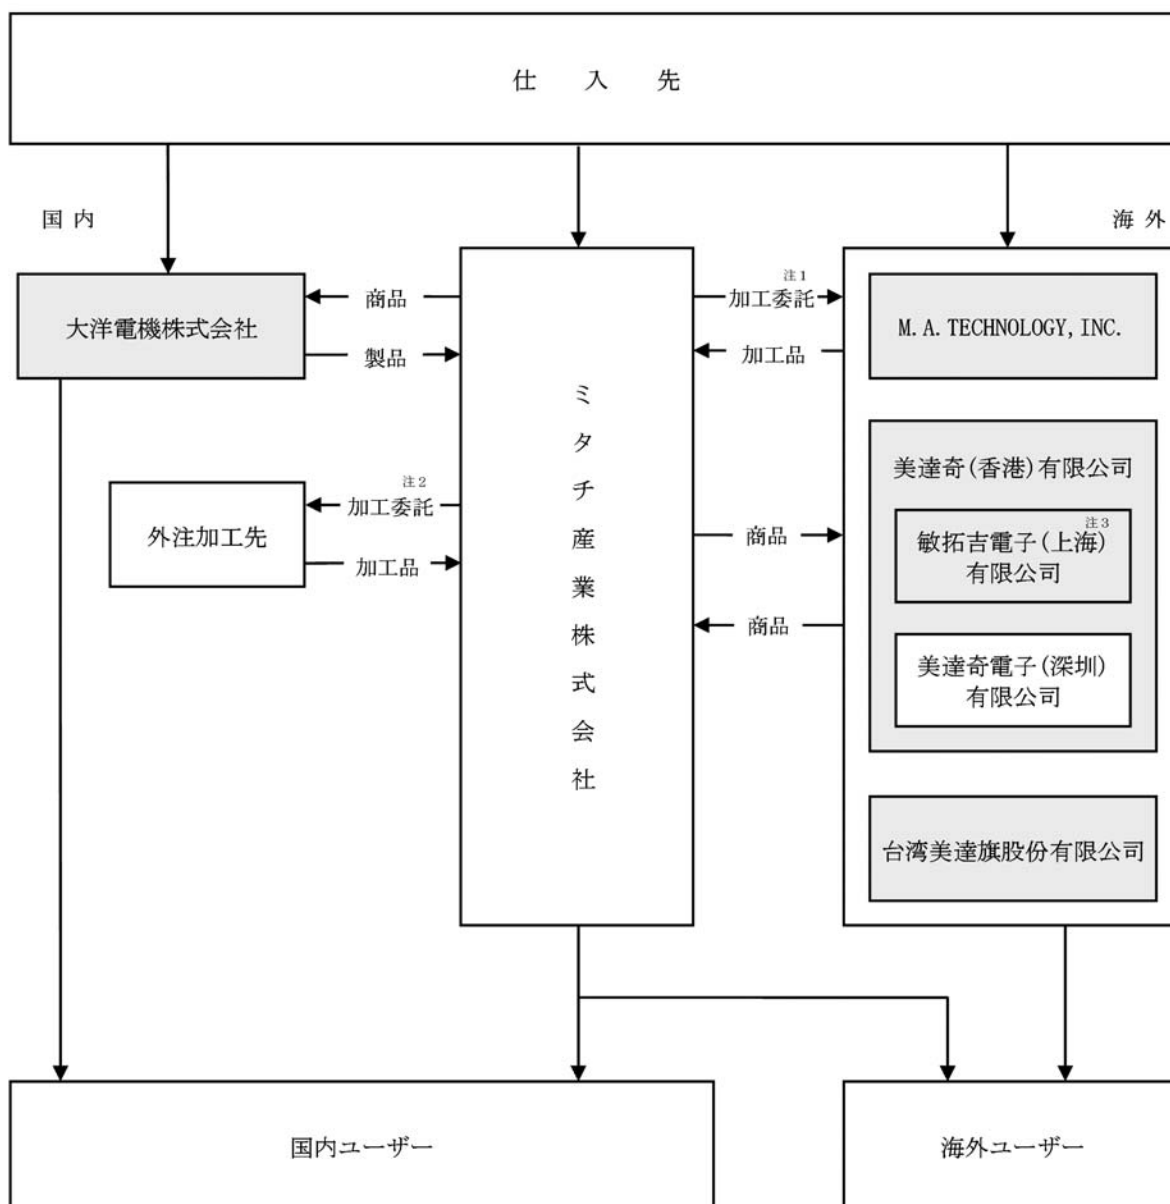 仕入先
国内
海外
大洋電機株式会社
商品
製品
注1
加工委託
加工品
M.A.TECHNOLOGY,INC.
ミタチ産業株式会社
注2
加工委託
加工品
外注加工先
商品
商品
美達奇(香港)有限公司
注3
敏拓吉電子(上海)
有限公司
美達奇電子(深圳)
有限公司
台湾美達旗股份有限公司
国内ユーザー
海外ユーザー